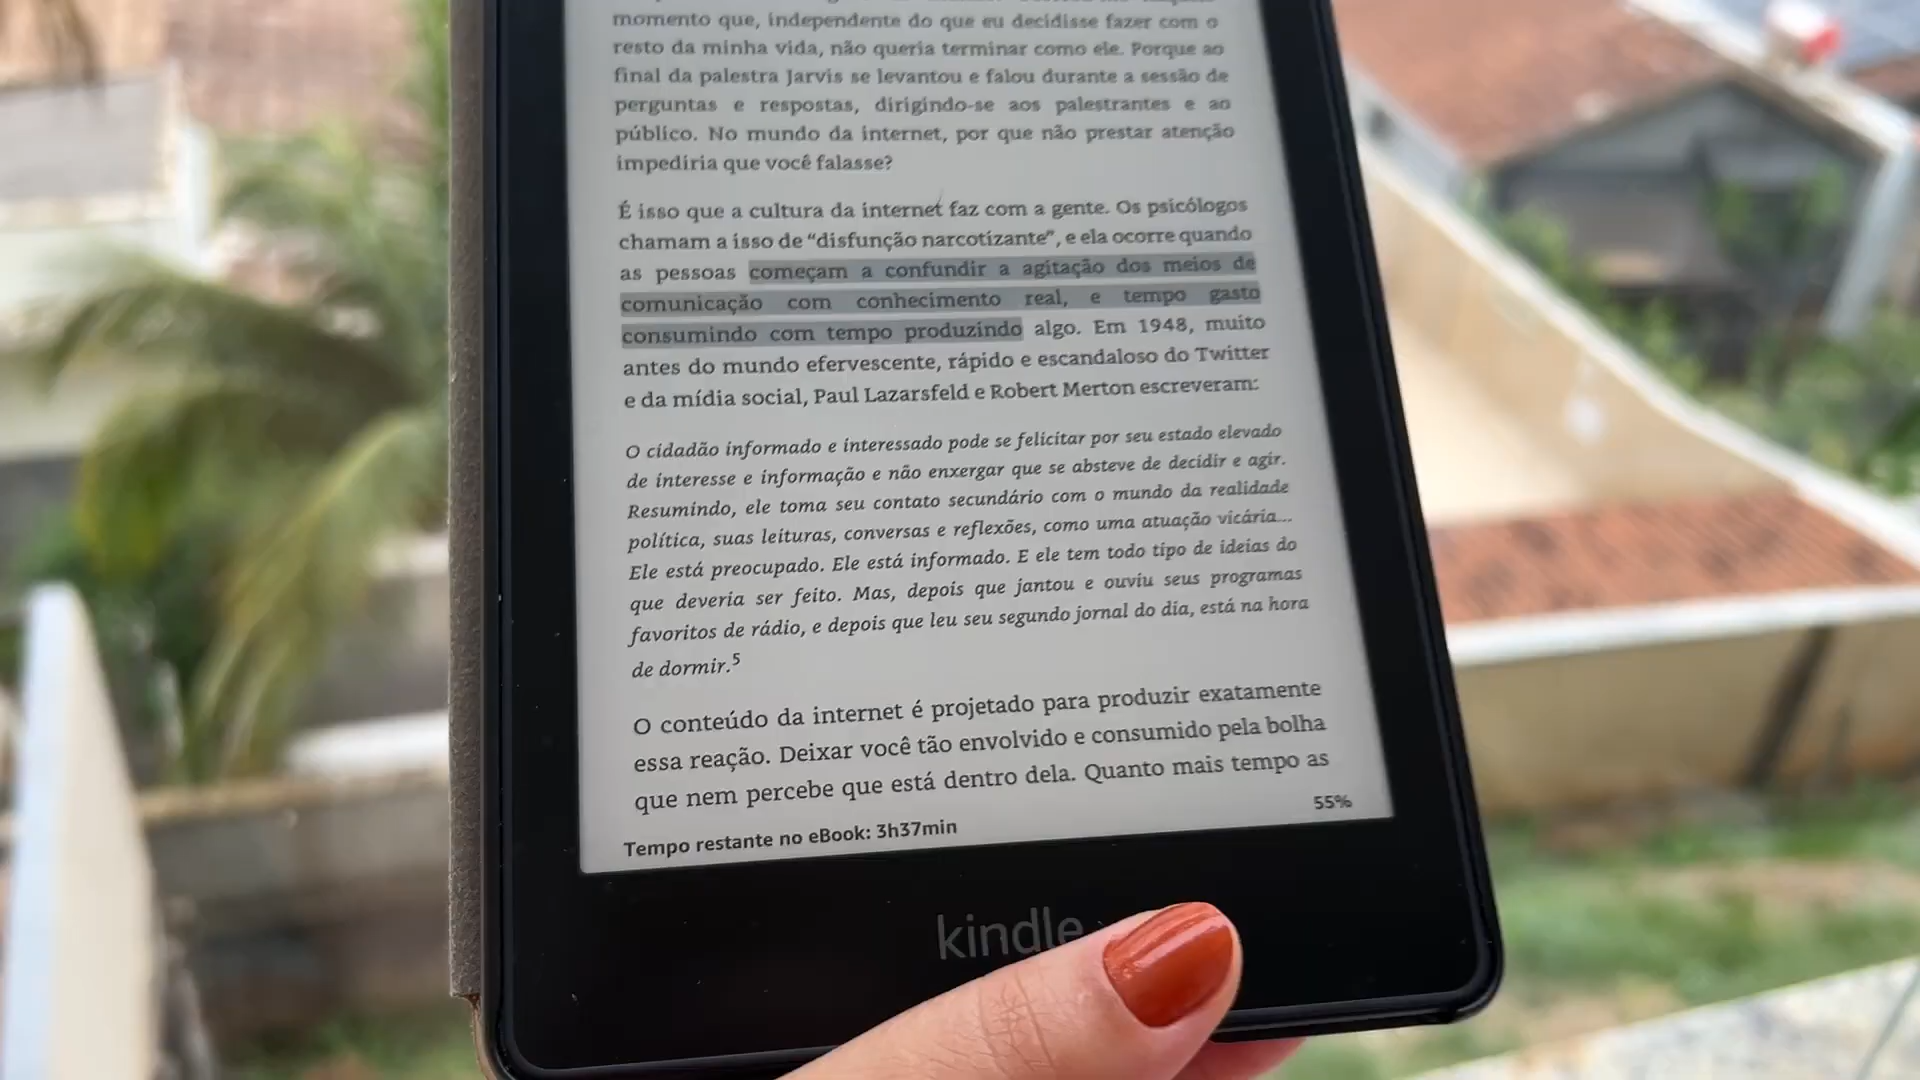 momento que, independente do que eu decidisse fazer com o
resto da minha vida, não queria terminar como ele. Porque ao
final da palestra Jarvis se levantou e falou durante a sessão de
perguntas e respostas, dirigindo-se aos palestrantes e ao
público. No mundo da internet, por que não prestar atenção
impediria que você falasse?
É isso que a cultura da internet faz com a gente. Os psicólogos
chamam a isso de “disfunção narcotizante”, e ela ocorre quando
as pessoas começam a confundir a agitação dos meios de
comunicação com conhecimento real, e tempo gasto
consumindo com tempo produzindo algo. Em 1948, muito
antes do mundo efervescente, rápido e escandaloso do Twitter
e da mídia social, Paul Lazarsfeld e Robert Merton escreveram:
O cidadão informado e interessado pode se felicitar por seu estado elevado
de interesse e informação e não enxergar que se absteve de decidir e agir.
Resumindo, ele toma seu contato secundário com o mundo da realidade
política, suas leituras, conversas e reflexões, como uma atuação vicária...
Ele está preocupado. Ele está informado. E ele tem todo tipo de ideias do
que deveria ser feito. Mas, depois que jantou e ouviu seus programas
favoritos de rádio, e depois que leu seu segundo jornal do dia, está na hora
de dormir.5
O conteúdo da internet é projetado para produzir exatamente
essa reação. Deixar você tão envolvido e consumido pela bolha
que nem percebe que está dentro dela. Quanto mais tempo as
Tempo restante no eBook: 3h37min 55%
kindle